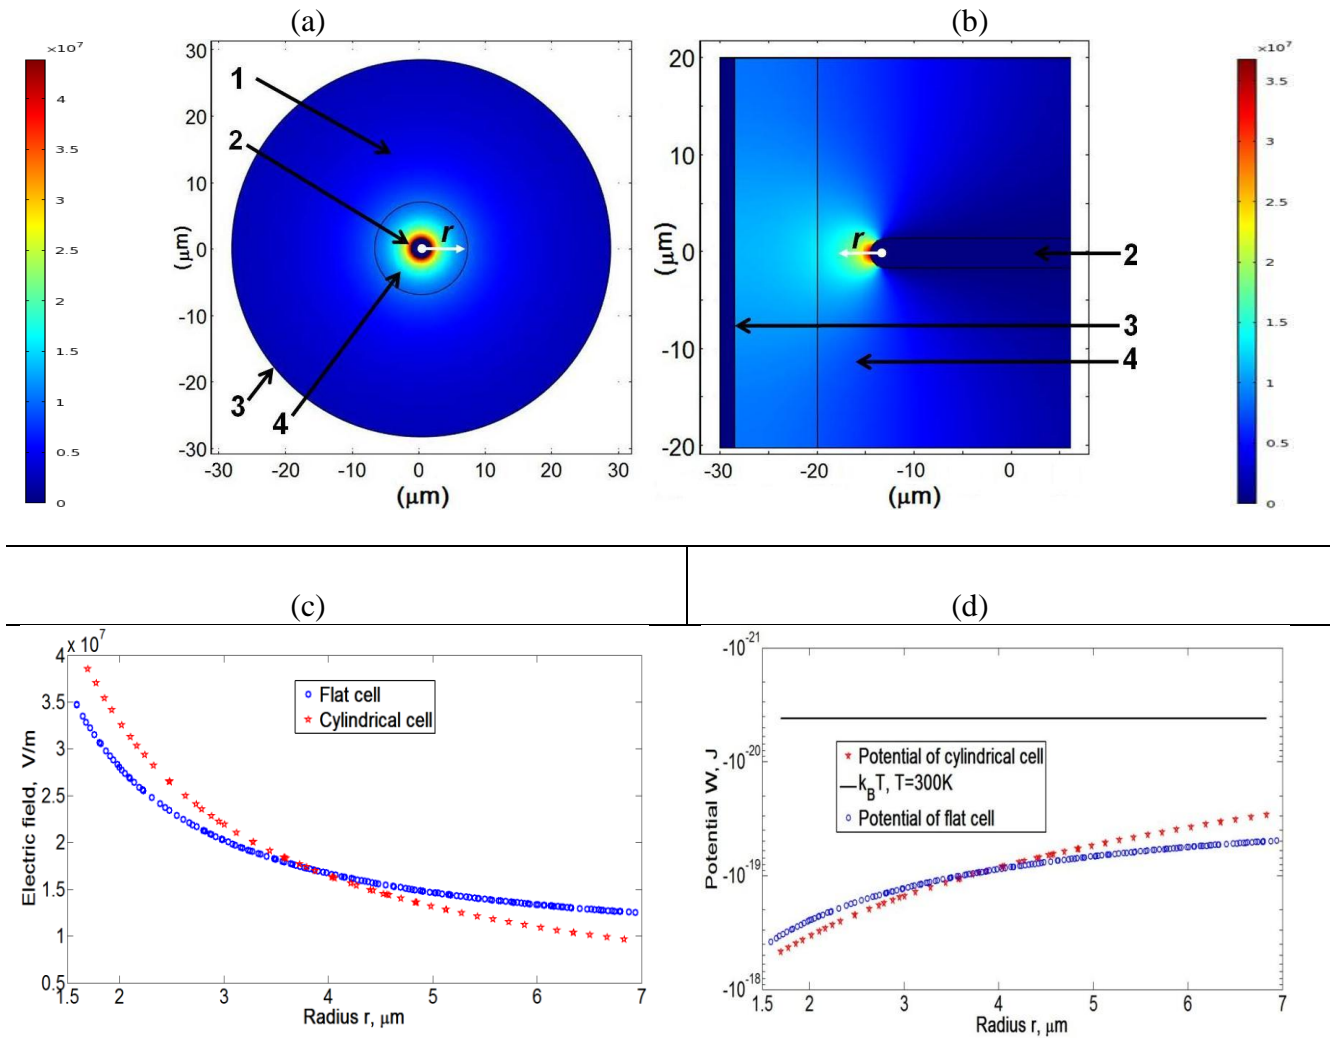 (a)
(b)
×10⁷
4
3.5
3
2.5
2
1.5
1
0.5
0
30
20
10
0
-10
-20
-30
(μm)
-30 -20 -10 0 10 20 30
(μm)
1
2
3
4
r
20
10
0
-10
-20
(μm)
-30 -20 -10 0
(μm)
r
2
3
4
×10⁷
3.5
3
2.5
2
1.5
1
0.5
0
(c)
(d)
x 10⁷
4
3.5
3
2.5
2
1.5
1
0.5
Electric field, V/m
Flat cell
Cylindrical cell
1.5 2 3 4 5 6 7
Radius r, μm
-10⁻²¹
-10⁻²⁰
-10⁻¹⁹
-10⁻¹⁸
Potential W, J
Potential of cylindrical cell
k_BT, T=300K
Potential of flat cell
1.5 2 3 4 5 6 7
Radius r, μm